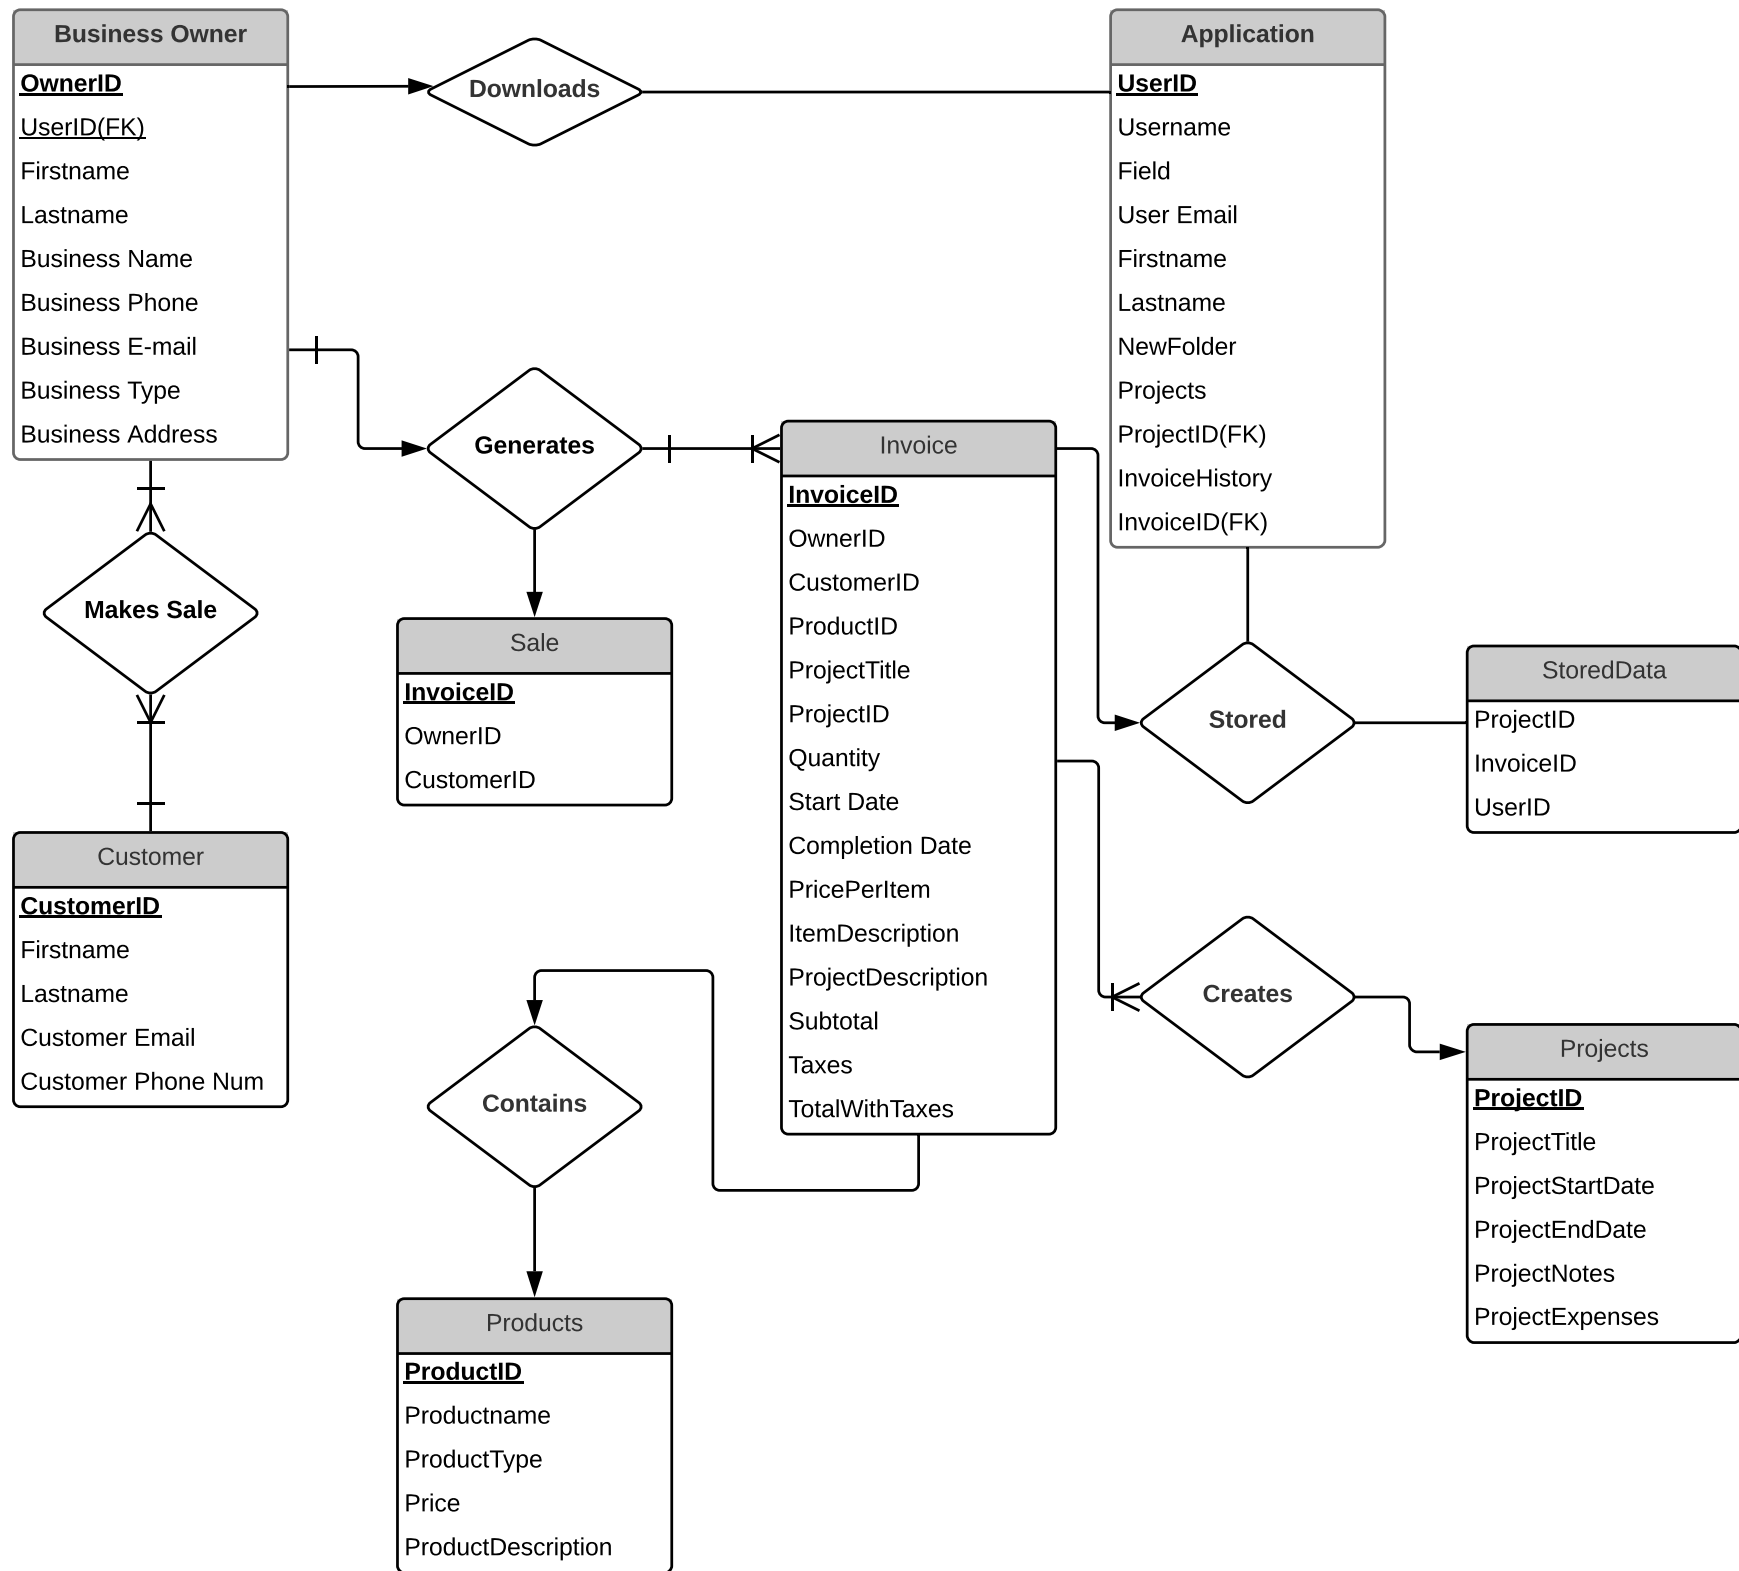 Business Owner
OwnerID
UserID(FK)
Firstname
Lastname
Business Name
Business Phone
Business E-mail
Business Type
Business Address
Downloads
Application
UserID
Username
Field
User Email
Firstname
Lastname
NewFolder
Projects
ProjectID(FK)
InvoiceHistory
InvoiceID(FK)
Generates
Makes Sale
Sale
InvoiceID
OwnerID
CustomerID
Invoice
InvoiceID
OwnerID
CustomerID
ProductID
ProjectTitle
ProjectID
Quantity
Start Date
Completion Date
PricePerItem
ItemDescription
ProjectDescription
Subtotal
Taxes
TotalWithTaxes
Stored
StoredData
ProjectID
InvoiceID
UserID
Customer
CustomerID
Firstname
Lastname
Customer Email
Customer Phone Num
Contains
Creates
Projects
ProjectID
ProjectTitle
ProjectStartDate
ProjectEndDate
ProjectNotes
ProjectExpenses
Products
ProductID
Productname
ProductType
Price
ProductDescription